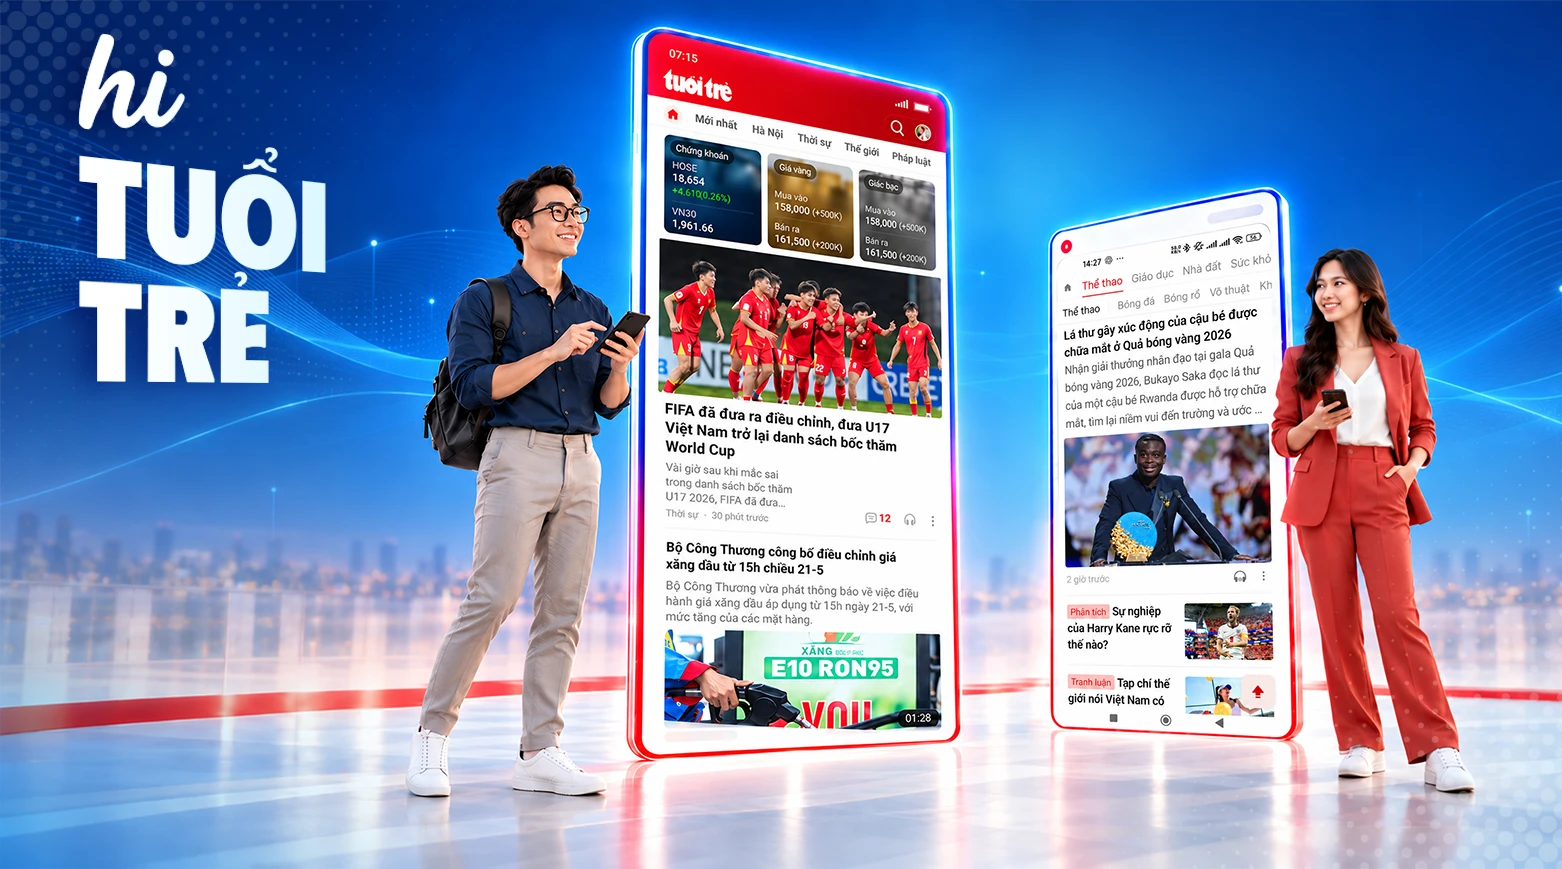 hi
TUỔI
TRẺ
07:15
tuổi trẻ
Mới nhất Hà Nội Thời sự Thế giới Pháp luật
Chứng khoán
HOSE
18,654
+4.610(0.26%)
VN30
1,961.66
Giá vàng
Mua vào
158,000 (+500K)
Bán ra
161,500 (+200K)
Giác bạc
Mua vào
158,000 (+500K)
Bán ra
161,500 (+200K)
FIFA đã đưa ra điều chỉnh, đưa U17
Việt Nam trở lại danh sách bốc thăm
World Cup
Vài giờ sau khi mắc sai
trong danh sách bốc thăm
U17 2026, FIFA đã đưa...
Thời sự · 30 phút trước
12
Bộ Công Thương công bố điều chỉnh giá
xăng dầu từ 15h chiều 21-5
Bộ Công Thương vừa phát thông báo về việc điều
hành giá xăng dầu áp dụng từ 15h ngày 21-5, với
mức tăng của các mặt hàng.
XĂNG
E10 RON95
YOU
01:28
14:27
56
Thể thao Giáo dục Nhà đất Sức khỏ
Thể thao Bóng đá Bóng rổ Võ thuật Kh
Lá thư gây xúc động của cậu bé được
chữa mắt ở Quả bóng vàng 2026
Nhận giải thưởng nhân đạo tại gala Quả
bóng vàng 2026, Bukayo Saka đọc lá thư
của một cậu bé Rwanda được hỗ trợ chữa
mắt, tìm lại niềm vui đến trường và ước ...
2 giờ trước
Phân tích Sự nghiệp
của Harry Kane rực rỡ
thế nào?
Tranh luận Tạp chí thế
giới nói Việt Nam có